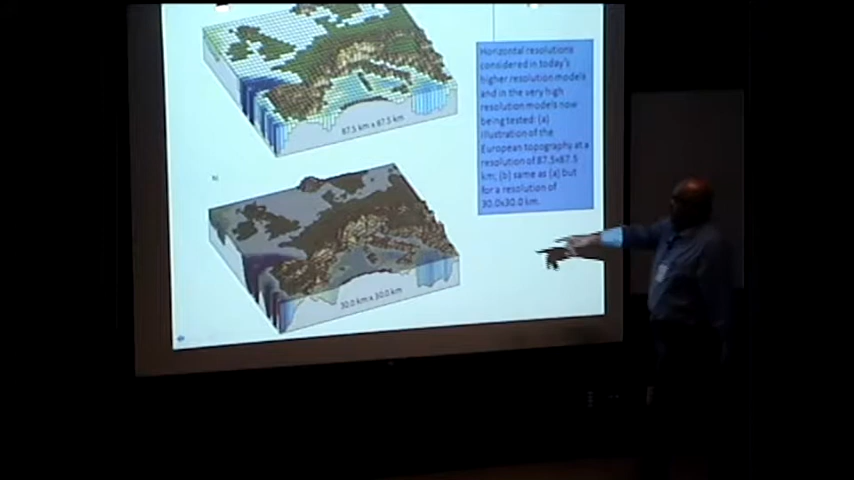 Horizontal resolutions
considered in today's
higher resolution models
and in the very high
resolution models now
being tested: (a)
illustration of the
European topography at a
resolution of 87.5x87.5
km; (b) same as (a) but
for a resolution of
30.0x30.0 km.
87.5 km x 87.5 km
30.0 km x 30.0 km